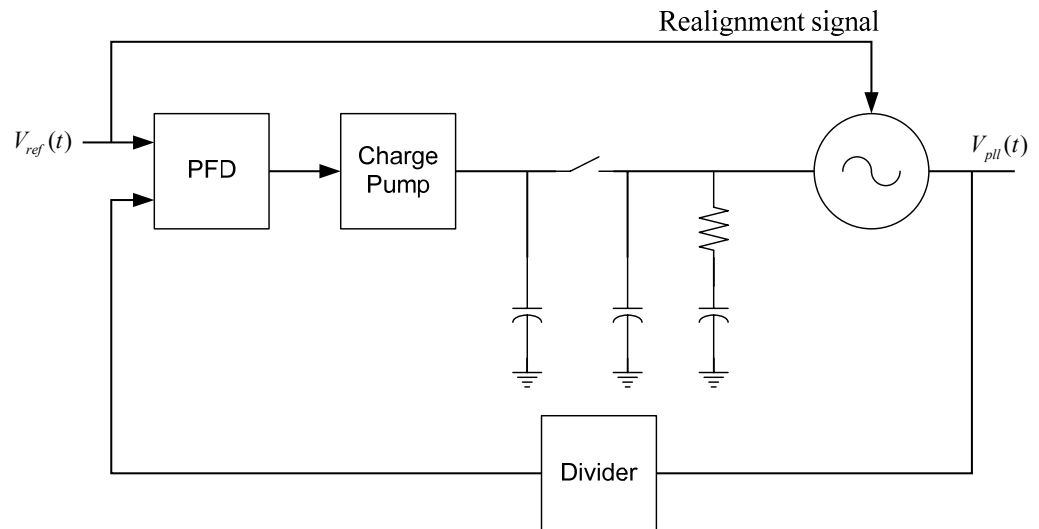 Realignment signal
V_ref(t)
PFD
Charge
Pump
V_pll(t)
Divider